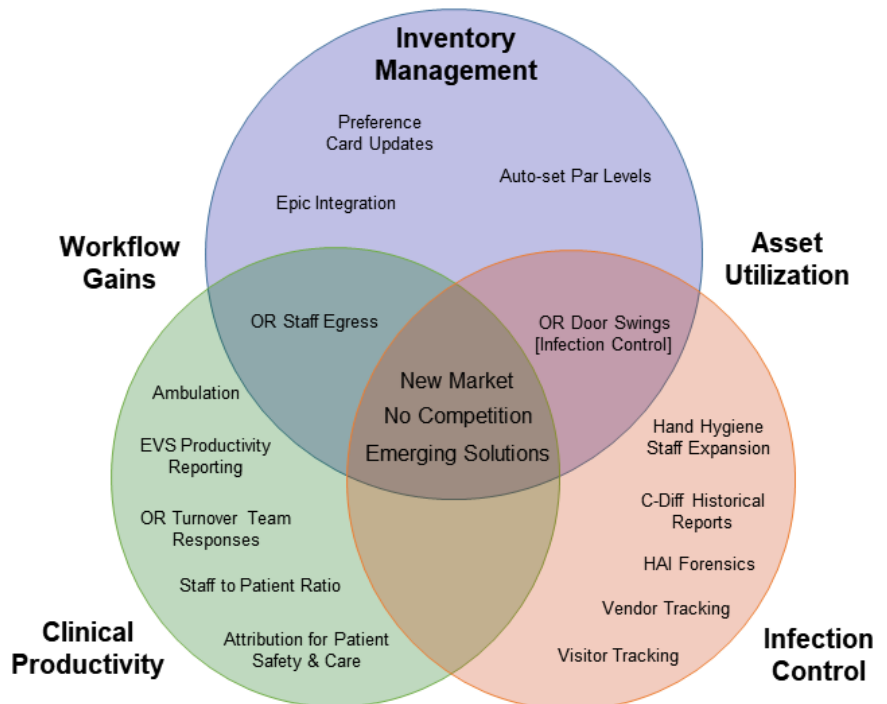 Inventory
Management
Preference
Card Updates
Auto-set Par Levels
Epic Integration
Workflow
Gains
Asset
Utilization
OR Staff Egress
OR Door Swings
[Infection Control]
New Market
No Competition
Emerging Solutions
Ambulation
EVS Productivity
Reporting
OR Turnover Team
Responses
Staff to Patient Ratio
Attribution for Patient
Safety & Care
Hand Hygiene
Staff Expansion
C-Diff Historical
Reports
HAI Forensics
Vendor Tracking
Visitor Tracking
Clinical
Productivity
Infection
Control